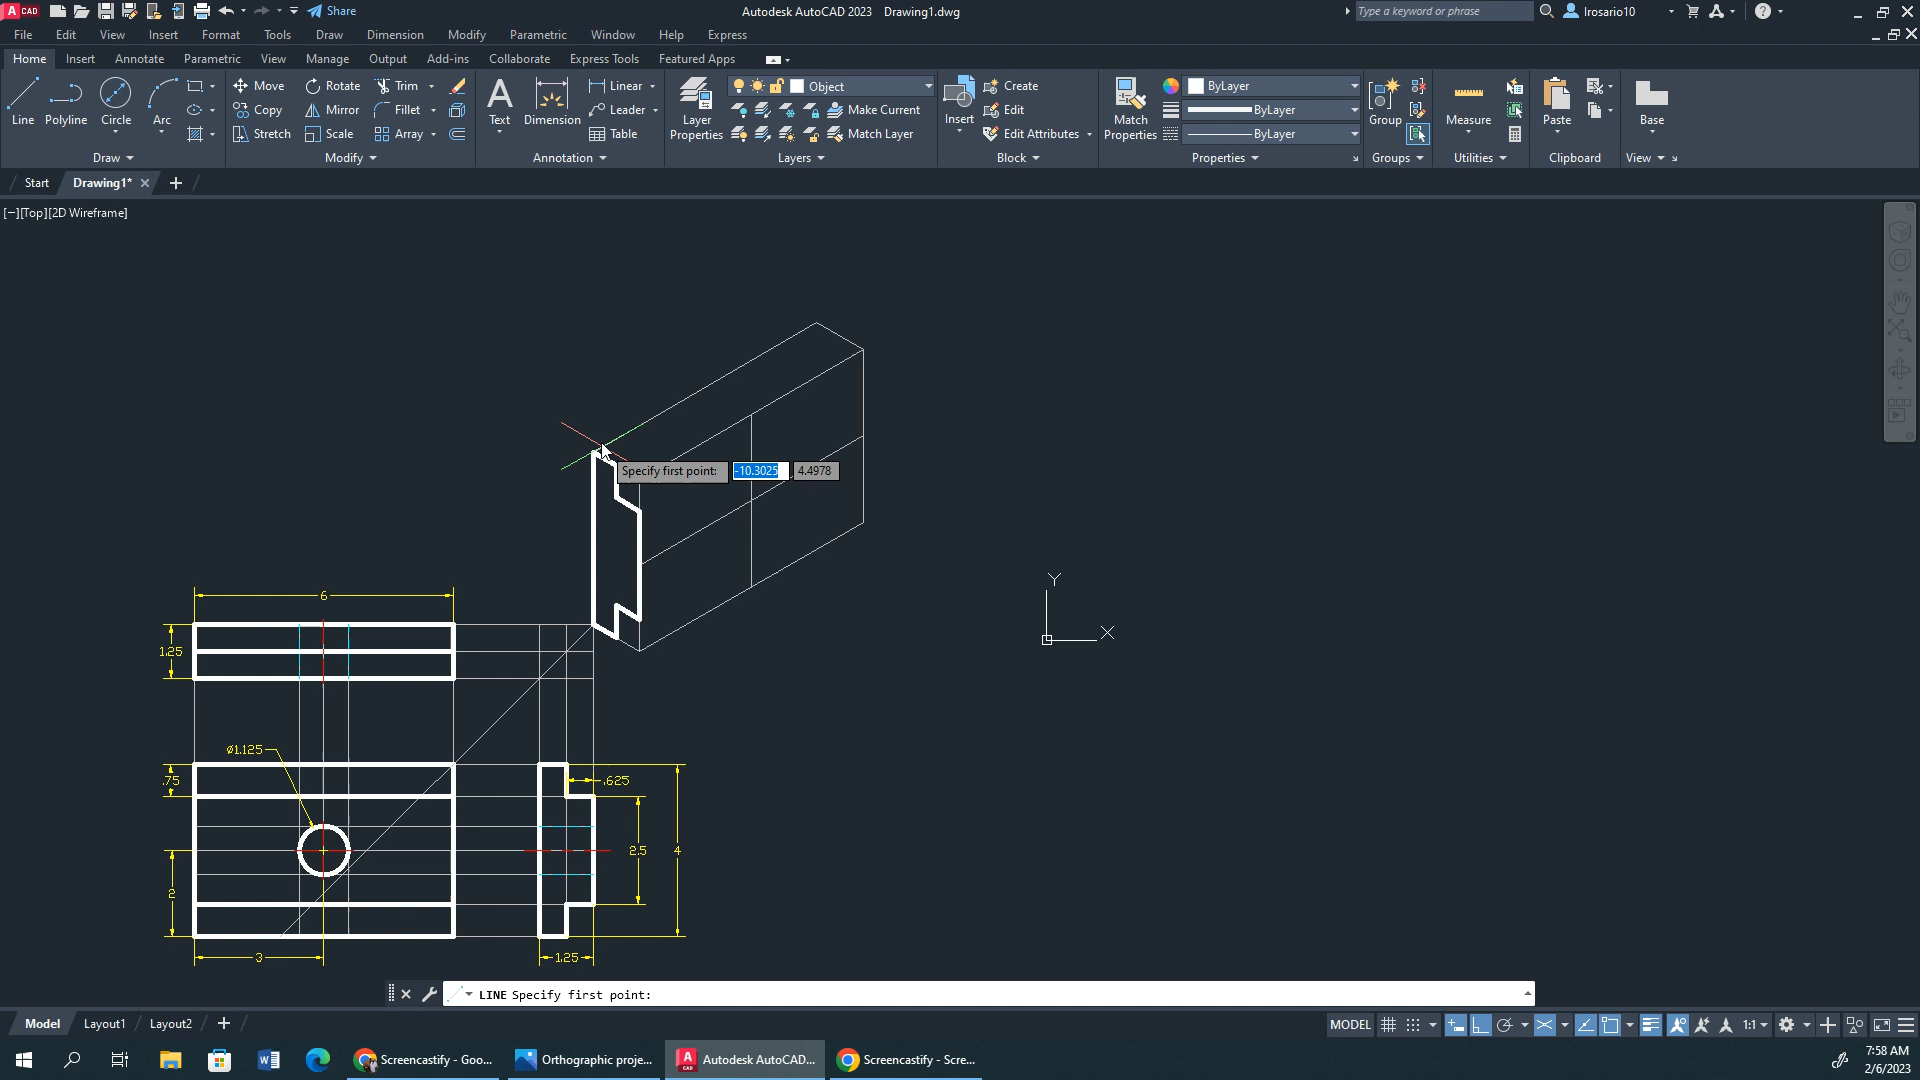 A CAD Share Autodesk AutoCAD 2023 Drawing1.dwg Type a keyword or phrase lrosario10
File Edit View Insert Format Tools Draw Dimension Modify Parametric Window Help Express
Home Insert Annotate Parametric View Manage Output Add-ins Collaborate Express Tools Featured Apps
Line Polyline Circle Arc Move Rotate Trim Text Dimension Linear Layer Properties Object Insert Create Match Properties ByLayer Group Measure Paste Base
Copy Mirror Fillet Leader Make Current Edit ByLayer
Stretch Scale Array Table Match Layer Edit Attributes ByLayer
Draw Modify Annotation Layers Block Properties Groups Utilities Clipboard View
Start Drawing1* +
[−][Top][2D Wireframe]
Specify first point: -10.3025 4.4978
Y
X
6
1.25
Ø1.125
.75
.625
2.5
4
2
3
1.25
LINE Specify first point:
Model Layout1 Layout2 + MODEL 1:1
Screencastify - Goo... Orthographic proje... Autodesk AutoCAD... Screencastify - Scre... 7:58 AM
2/6/2023